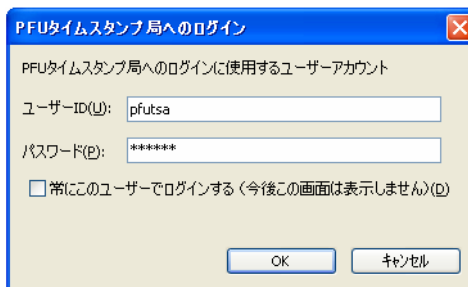 PFUタイムスタンプ局へのログイン
PFUタイムスタンプ局へのログインに使用するユーザーアカウント
ユーザーID(U): pfutsa
パスワード(P): ******
常にこのユーザーでログインする(今後この画面は表示しません)(D)
OK キャンセル